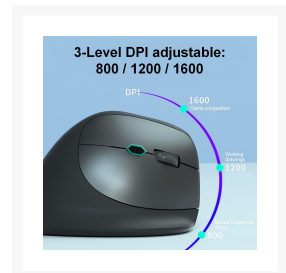 3-Level DPI adjustable:
800 / 1200 / 1600
DPI
1600
Game competition
Working
drawings
1200
800